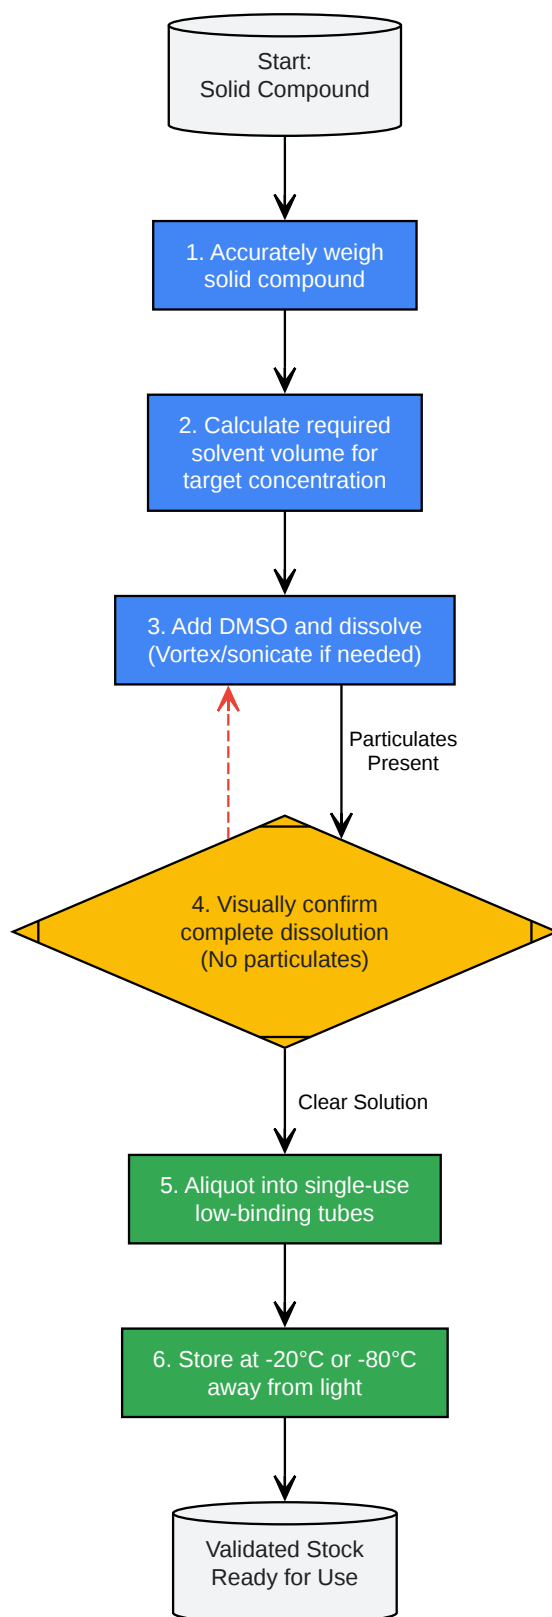 Start:
Solid Compound
1. Accurately weigh
solid compound
2. Calculate required
solvent volume for
target concentration
3. Add DMSO and dissolve
(Vortex/sonicate if needed)
Particulates
Present
4. Visually confirm
complete dissolution
(No particulates)
Clear Solution
5. Aliquot into single-use
low-binding tubes
6. Store at -20°C or -80°C
away from light
Validated Stock
Ready for Use